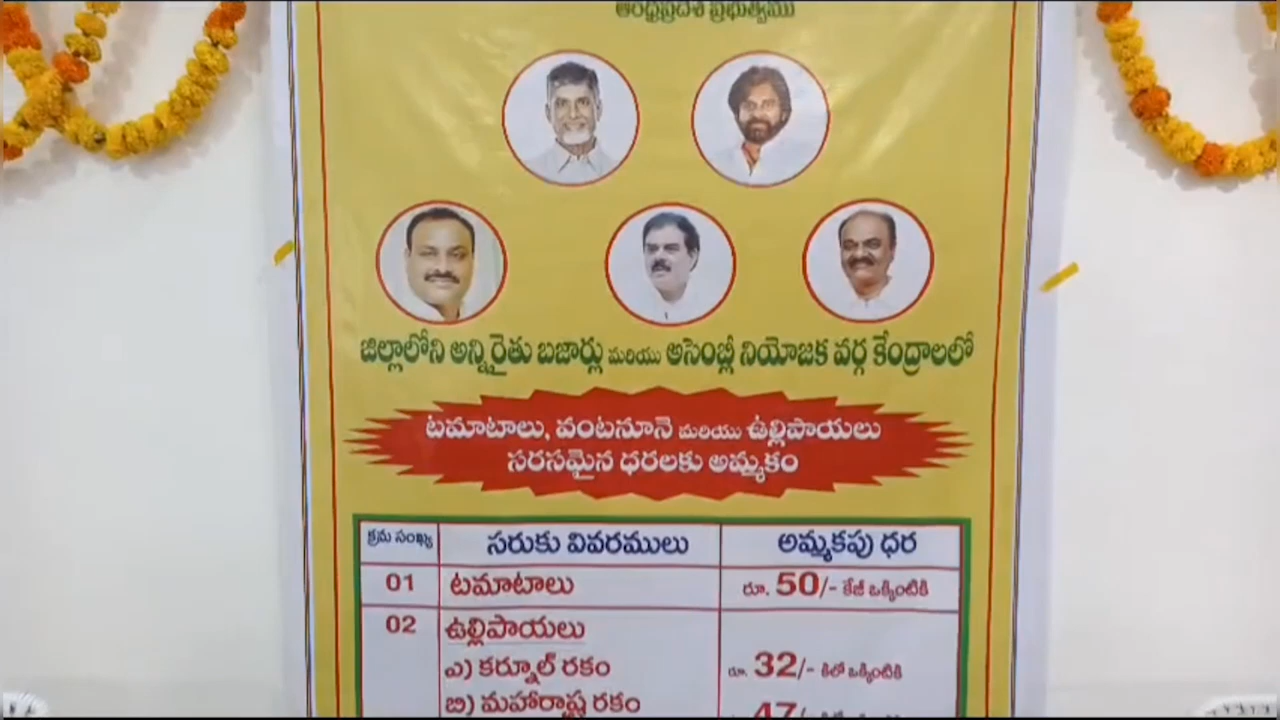 ఆంధ్రప్రదేశ్ ప్రభుత్వము
జిల్లాలోని అన్ని రైతు బజార్లు మరియు అసెంబ్లీ నియోజక వర్గ కేంద్రాలలో
టమాటాలు, వంటనూనె మరియు ఉల్లిపాయలు
సరసమైన ధరలకు అమ్మకం
క్రమ సంఖ్య సరుకు వివరములు అమ్మకపు ధర
01 టమాటాలు రూ. 50/- కేజీ ఒక్కింటికి
02 ఉల్లిపాయలు
ఎ) కర్నూల్ రకం రూ. 32/- కిలో ఒక్కింటికి
బి) మహారాష్ట్ర రకం 47/-